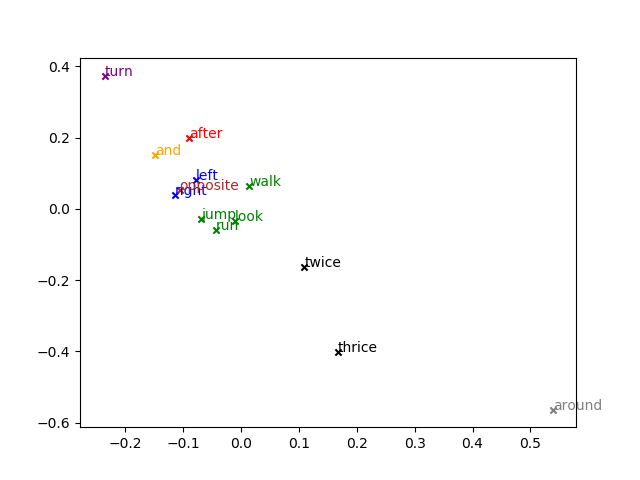 0.4
0.2
0.0
−0.2
−0.4
−0.6
turn
after
and
left
opposite
right
walk
jump
look
run
twice
thrice
around
−0.2 −0.1 0.0 0.1 0.2 0.3 0.4 0.5